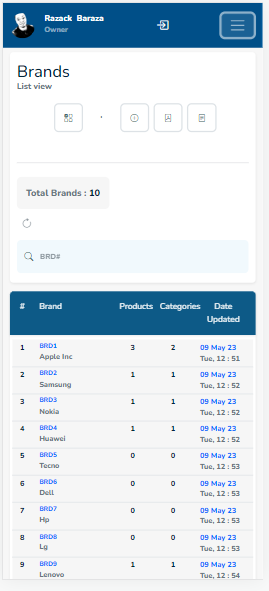 Razack Baraza
Owner
Brands
List view
Total Brands : 10
BRD#
# Brand Products Categories Date Updated
1 BRD1 3 2 09 May 23
Apple Inc Tue, 12 : 51
2 BRD2 1 1 09 May 23
Samsung Tue, 12 : 52
3 BRD3 1 1 09 May 23
Nokia Tue, 12 : 52
4 BRD4 1 1 09 May 23
Huawei Tue, 12 : 52
5 BRD5 0 0 09 May 23
Tecno Tue, 12 : 53
6 BRD6 0 0 09 May 23
Dell Tue, 12 : 53
7 BRD7 0 0 09 May 23
Hp Tue, 12 : 53
8 BRD8 0 0 09 May 23
Lg Tue, 12 : 53
9 BRD9 1 1 09 May 23
Lenovo Tue, 12 : 54